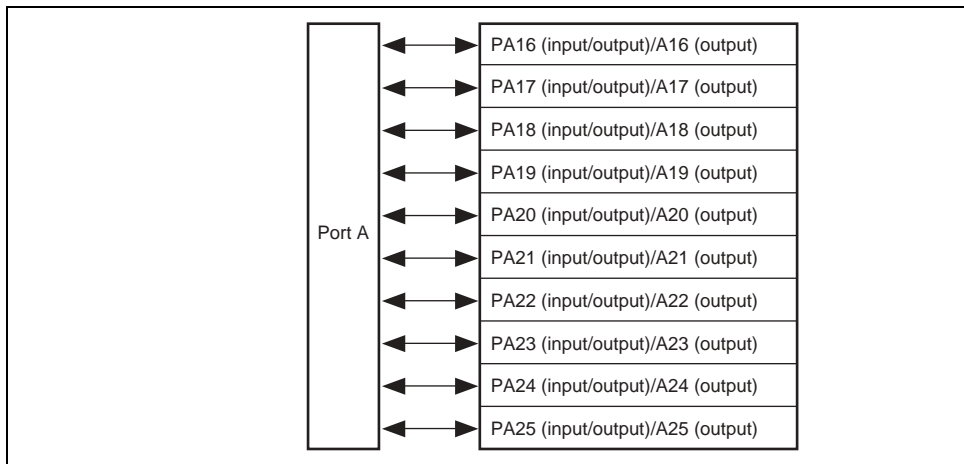 Port A
PA16 (input/output)/A16 (output)
PA17 (input/output)/A17 (output)
PA18 (input/output)/A18 (output)
PA19 (input/output)/A19 (output)
PA20 (input/output)/A20 (output)
PA21 (input/output)/A21 (output)
PA22 (input/output)/A22 (output)
PA23 (input/output)/A23 (output)
PA24 (input/output)/A24 (output)
PA25 (input/output)/A25 (output)